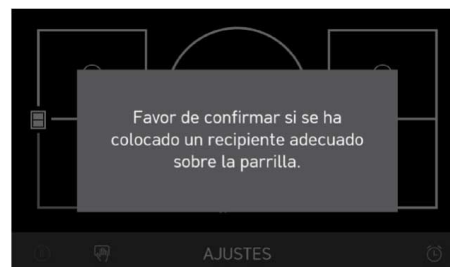 Favor de confirmar si se ha
colocado un recipiente adecuado
sobre la parrilla.
AJUSTES